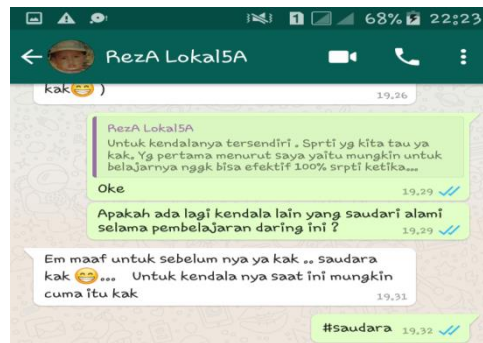 1 68% 22:23
RezA Lokal5A
kak😁 )
19,26
RezA Lokal5A
Untuk kendalanya tersendiri . Sprti yg kita tau ya
kak, Yg pertama menurut saya yaitu mungkin untuk
belajarnya nggk bisa efektif 100% srpti ketika...
Oke
19,29
Apakah ada lagi kendala lain yang saudari alami
selama pembelajaran daring ini ?
19,29
Em maaf untuk sebelum nya ya kak .. saudara
kak 😁... Untuk kendala nya saat ini mungkin
cuma itu kak
19,31
#saudara 19,32